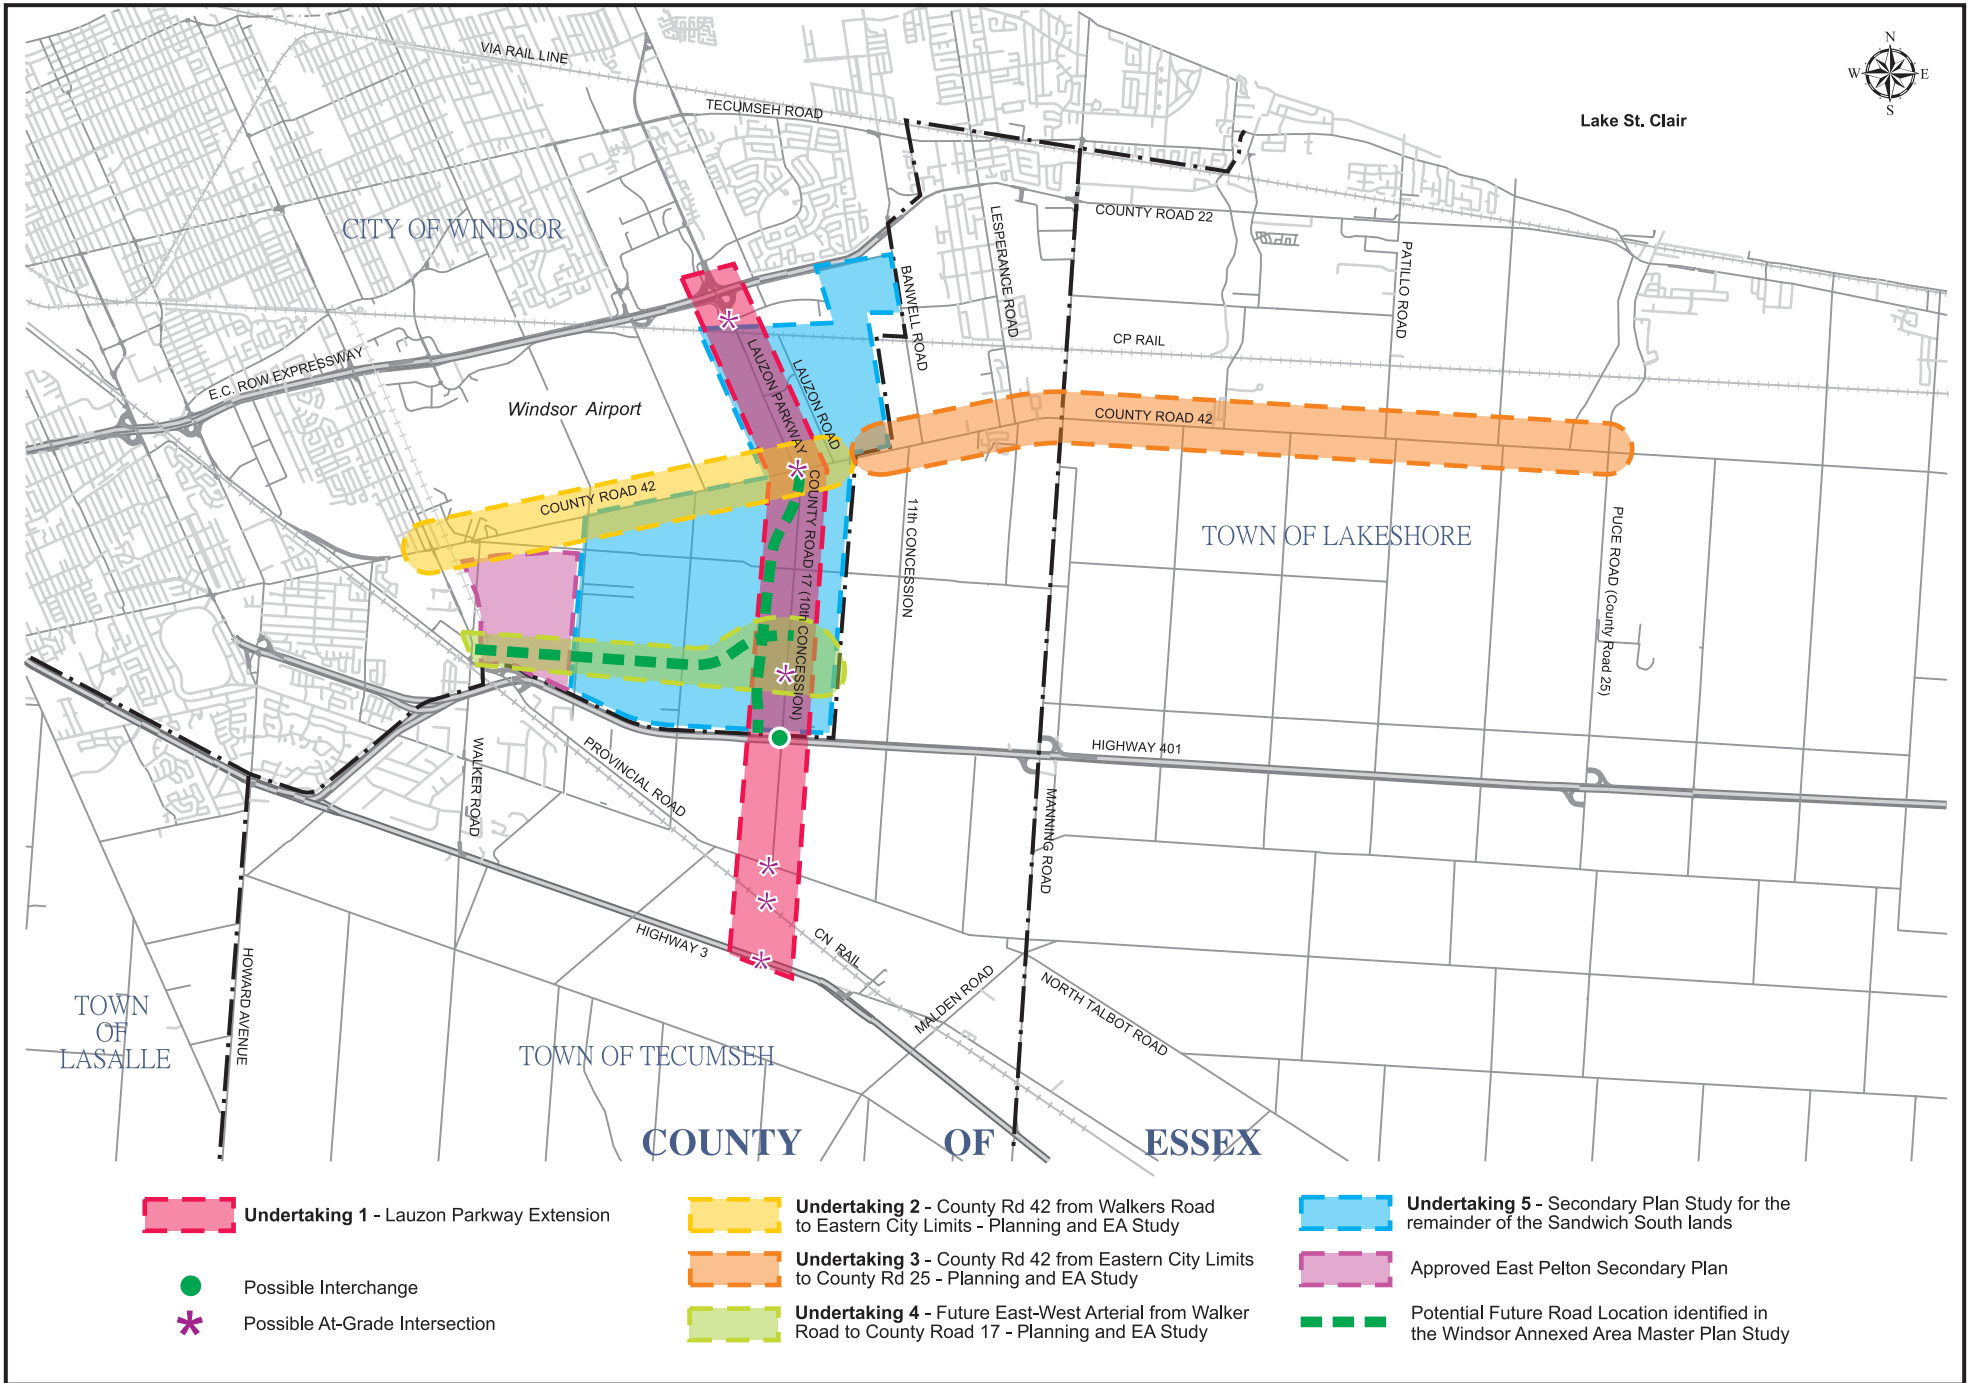 VIA RAIL LINE
TECUMSEH ROAD
N
W
E
S
Lake St. Clair
CITY OF WINDSOR
COUNTY ROAD 22
LESPERANCE ROAD
PATILLO ROAD
BANWELL ROAD
CP RAIL
E.C. ROW EXPRESSWAY
Windsor Airport
LAUZON PARKWAY
LAUZON ROAD
COUNTY ROAD 42
COUNTY ROAD 42
COUNTY ROAD 17 (10th CONCESSION)
11th CONCESSION
TOWN OF LAKESHORE
PUCE ROAD (County Road 25)
WALKER ROAD
PROVINCIAL ROAD
HIGHWAY 401
MANNING ROAD
HIGHWAY 3
CN RAIL
MALDEN ROAD
NORTH TALBOT ROAD
HOWARD AVENUE
TOWN
OF
LASALLE
TOWN OF TECUMSEH
COUNTY OF ESSEX
Undertaking 1 - Lauzon Parkway Extension
Possible Interchange
Possible At-Grade Intersection
Undertaking 2 - County Rd 42 from Walkers Road
to Eastern City Limits - Planning and EA Study
Undertaking 3 - County Rd 42 from Eastern City Limits
to County Rd 25 - Planning and EA Study
Undertaking 4 - Future East-West Arterial from Walker
Road to County Road 17 - Planning and EA Study
Undertaking 5 - Secondary Plan Study for the
remainder of the Sandwich South lands
Approved East Pelton Secondary Plan
Potential Future Road Location identified in
the Windsor Annexed Area Master Plan Study